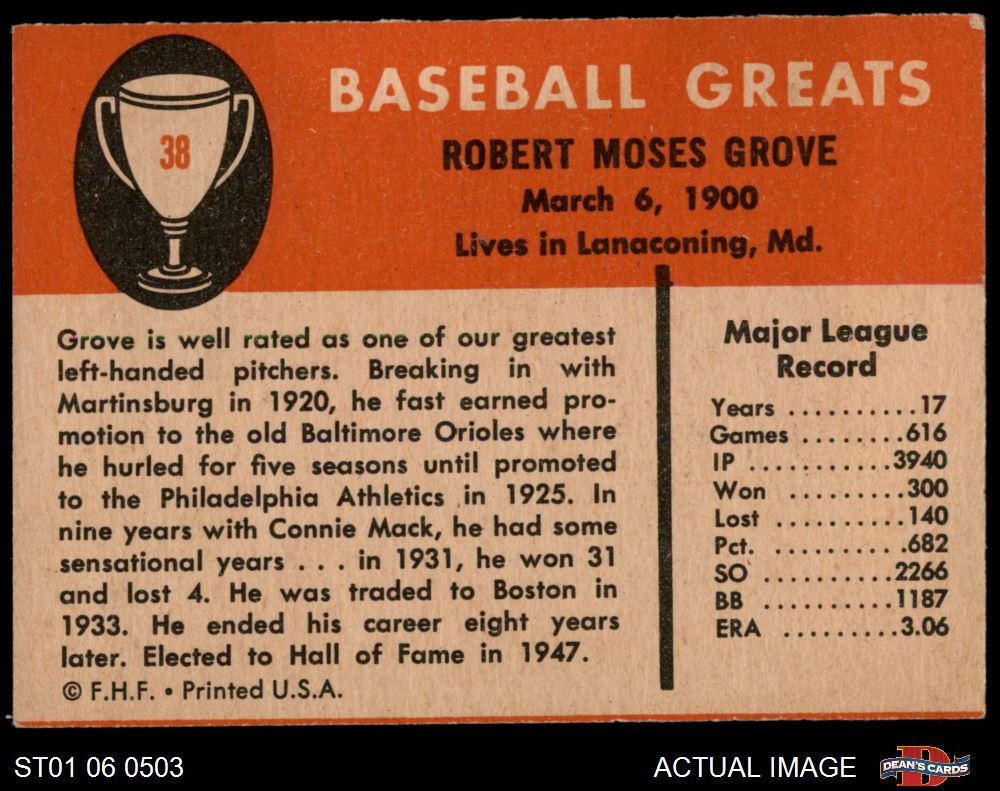 38
BASEBALL GREATS
ROBERT MOSES GROVE
March 6, 1900
Lives in Lanaconing, Md.
Grove is well rated as one of our greatest
left-handed pitchers. Breaking in with
Martinsburg in 1920, he fast earned pro-
motion to the old Baltimore Orioles where
he hurled for five seasons until promoted
to the Philadelphia Athletics in 1925. In
nine years with Connie Mack, he had some
sensational years . . . in 1931, he won 31
and lost 4. He was traded to Boston in
1933. He ended his career eight years
later. Elected to Hall of Fame in 1947.
© F.H.F. • Printed U.S.A.
Major League
Record
Years ..........17
Games ........616
IP ...........3940
Won .........300
Lost ..........140
Pct. ..........682
SO ..........2266
BB ..........1187
ERA .........3.06
ST01 06 0503
ACTUAL IMAGE
D
DEAN'S CARDS